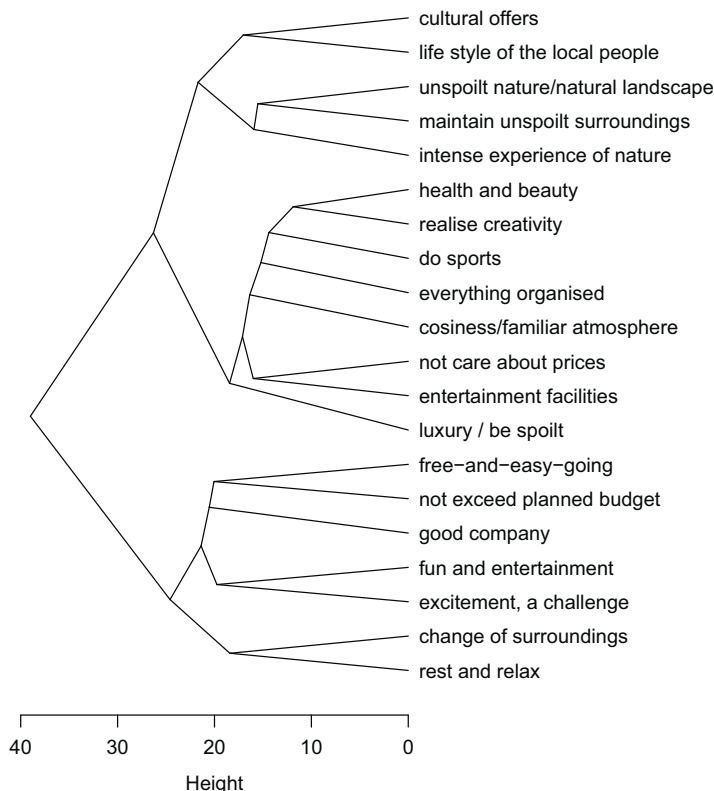 cultural offers
life style of the local people
unspoilt nature/natural landscape
maintain unspoilt surroundings
intense experience of nature
health and beauty
realise creativity
do sports
everything organised
cosiness/familiar atmosphere
not care about prices
entertainment facilities
luxury / be spoilt
free−and−easy−going
not exceed planned budget
good company
fun and entertainment
excitement, a challenge
change of surroundings
rest and relax
40 30 20 10 0
Height